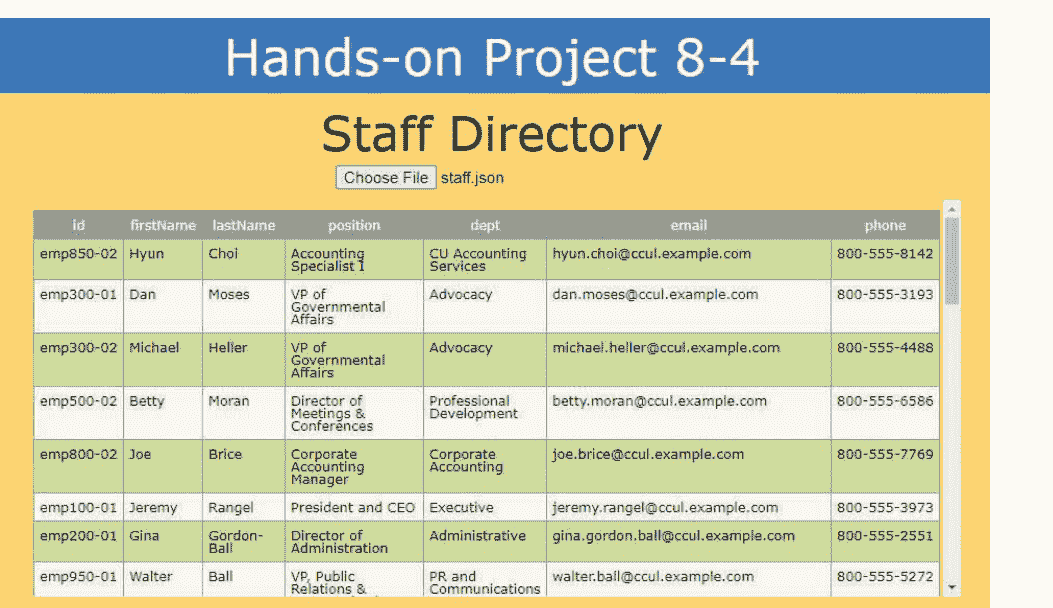 Hands-on Project 8-4
Staff Directory
Choose File staff.json
id firstName lastName position dept email phone
emp850-02 Hyun Choi Accounting CU Accounting hyun.choi@ccul.example.com 800-555-8142
Specialist I Services
emp300-01 Dan Moses VP of Advocacy dan.moses@ccul.example.com 800-555-3193
Governmental
Affairs
emp300-02 Michael Heller VP of Advocacy michael.heller@ccul.example.com 800-555-4488
Governmental
Affairs
emp500-02 Betty Moran Director of Professional betty.moran@ccul.example.com 800-555-6586
Meetings & Development
Conferences
emp800-02 Joe Brice Corporate Corporate joe.brice@ccul.example.com 800-555-7769
Accounting Accounting
Manager
emp100-01 Jeremy Rangel President and CEO Executive jeremy.rangel@ccul.example.com 800-555-3973
emp200-01 Gina Gordon- Director of Administrative gina.gordon.ball@ccul.example.com 800-555-2551
Ball Administration
emp950-01 Walter Ball VP, Public PR and walter.ball@ccul.example.com 800-555-5272
Relations & Communications